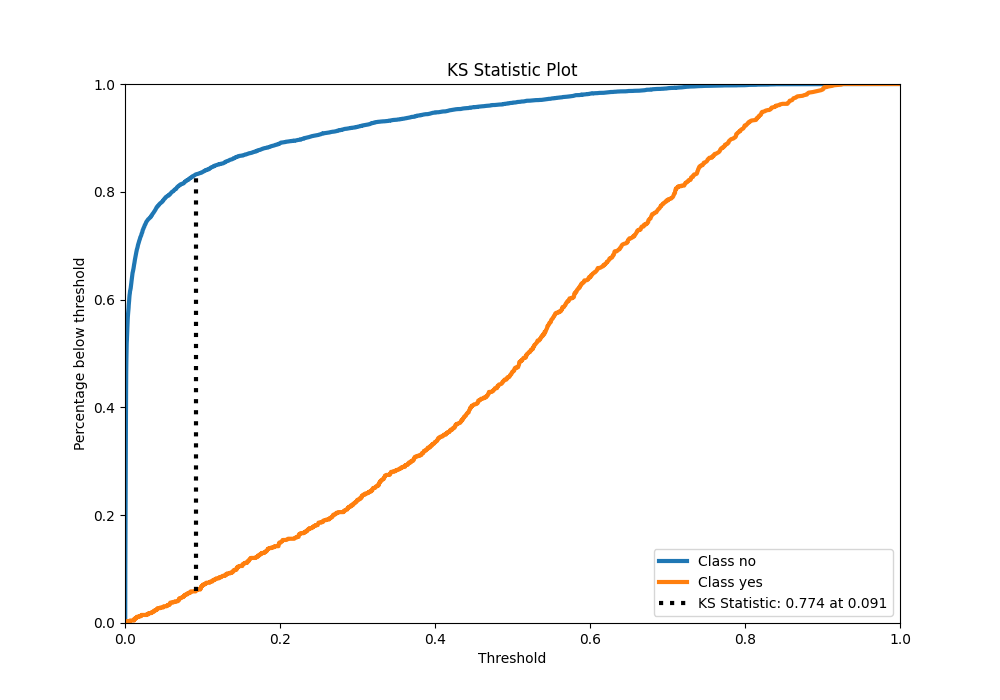 KS Statistic Plot
1.0
0.8
0.6
0.4
0.2
0.0
Percentage below threshold
0.0 0.2 0.4 0.6 0.8 1.0
Threshold
Class no
Class yes
KS Statistic: 0.774 at 0.091